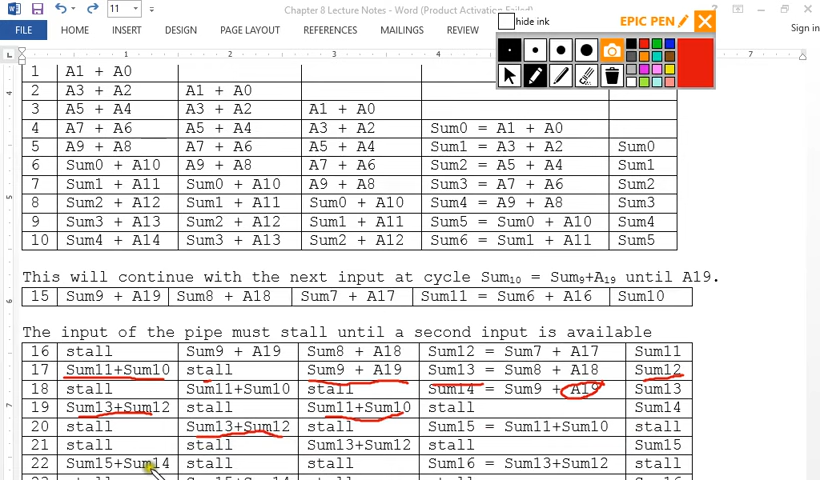 11
Chapter 8 Lecture Notes - Word (Product Activation Failed)
hide ink
EPIC PEN
FILE HOME INSERT DESIGN PAGE LAYOUT REFERENCES MAILINGS REVIEW
Sign in
1 2 3 4 7
1 A1 + A0
2 A3 + A2 A1 + A0
3 A5 + A4 A3 + A2 A1 + A0
4 A7 + A6 A5 + A4 A3 + A2 Sum0 = A1 + A0
5 A9 + A8 A7 + A6 A5 + A4 Sum1 = A3 + A2 Sum0
6 Sum0 + A10 A9 + A8 A7 + A6 Sum2 = A5 + A4 Sum1
7 Sum1 + A11 Sum0 + A10 A9 + A8 Sum3 = A7 + A6 Sum2
8 Sum2 + A12 Sum1 + A11 Sum0 + A10 Sum4 = A9 + A8 Sum3
9 Sum3 + A13 Sum2 + A12 Sum1 + A11 Sum5 = Sum0 + A10 Sum4
10 Sum4 + A14 Sum3 + A13 Sum2 + A12 Sum6 = Sum1 + A11 Sum5
This will continue with the next input at cycle Sum10 = Sum9+A19 until A19.
15 Sum9 + A19 Sum8 + A18 Sum7 + A17 Sum11 = Sum6 + A16 Sum10
The input of the pipe must stall until a second input is available
16 stall Sum9 + A19 Sum8 + A18 Sum12 = Sum7 + A17 Sum11
17 Sum11+Sum10 stall Sum9 + A19 Sum13 = Sum8 + A18 Sum12
18 stall Sum11+Sum10 stall Sum14 = Sum9 + A19 Sum13
19 Sum13+Sum12 stall Sum11+Sum10 stall Sum14
20 stall Sum13+Sum12 stall Sum15 = Sum11+Sum10 stall
21 stall stall Sum13+Sum12 stall Sum15
22 Sum15+Sum14 stall stall Sum16 = Sum13+Sum12 stall